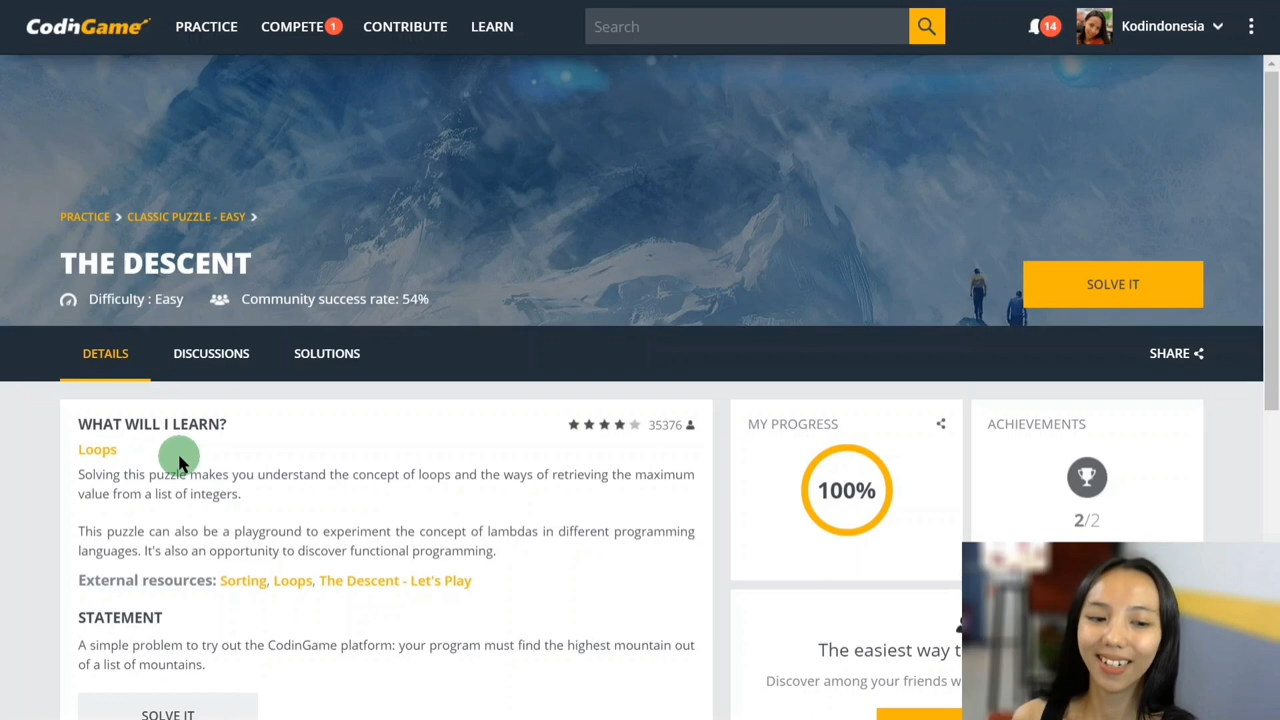 CODINGAME
PRACTICE
COMPETE 1
CONTRIBUTE
LEARN
Search
14
Kodindonesia
PRACTICE > CLASSIC PUZZLE - EASY >
THE DESCENT
Difficulty : Easy
Community success rate: 54%
SOLVE IT
DETAILS
DISCUSSIONS
SOLUTIONS
SHARE
WHAT WILL I LEARN?
35376
Loops
Solving this puzzle makes you understand the concept of loops and the ways of retrieving the maximum
value from a list of integers.
This puzzle can also be a playground to experiment the concept of lambdas in different programming
languages. It's also an opportunity to discover functional programming.
External resources: Sorting, Loops, The Descent - Let's Play
STATEMENT
A simple problem to try out the CodinGame platform: your program must find the highest mountain out
of a list of mountains.
SOLVE IT
MY PROGRESS
100%
ACHIEVEMENTS
2/2
The easiest way t
Discover among your friends w